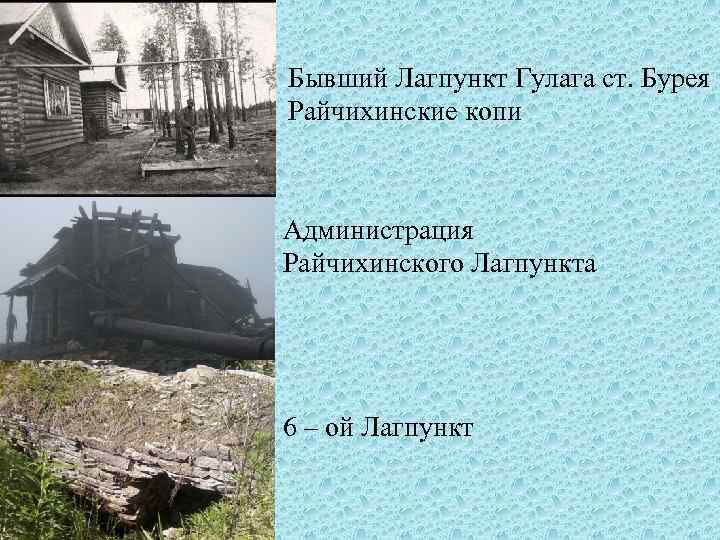 Бывший Лагпункт Гулага ст. Бурея
Райчихинские копи
Администрация
Райчихинского Лагпункта
6 – ой Лагпункт